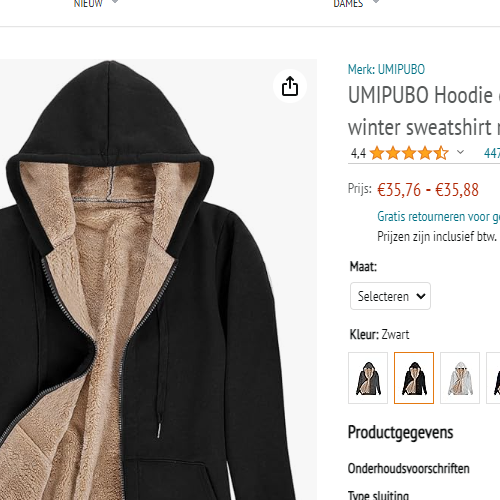 NIEUW
DAMES
Merk: UMIPUBO
UMIPUBO Hoodie
winter sweatshirt
4,4
447
Prijs: €35,76 - €35,88
Gratis retourneren voor
Prijzen zijn inclusief btw.
Maat:
Selecteren
Kleur: Zwart
Productgegevens
Onderhoudsvoorschriften
Type sluiting